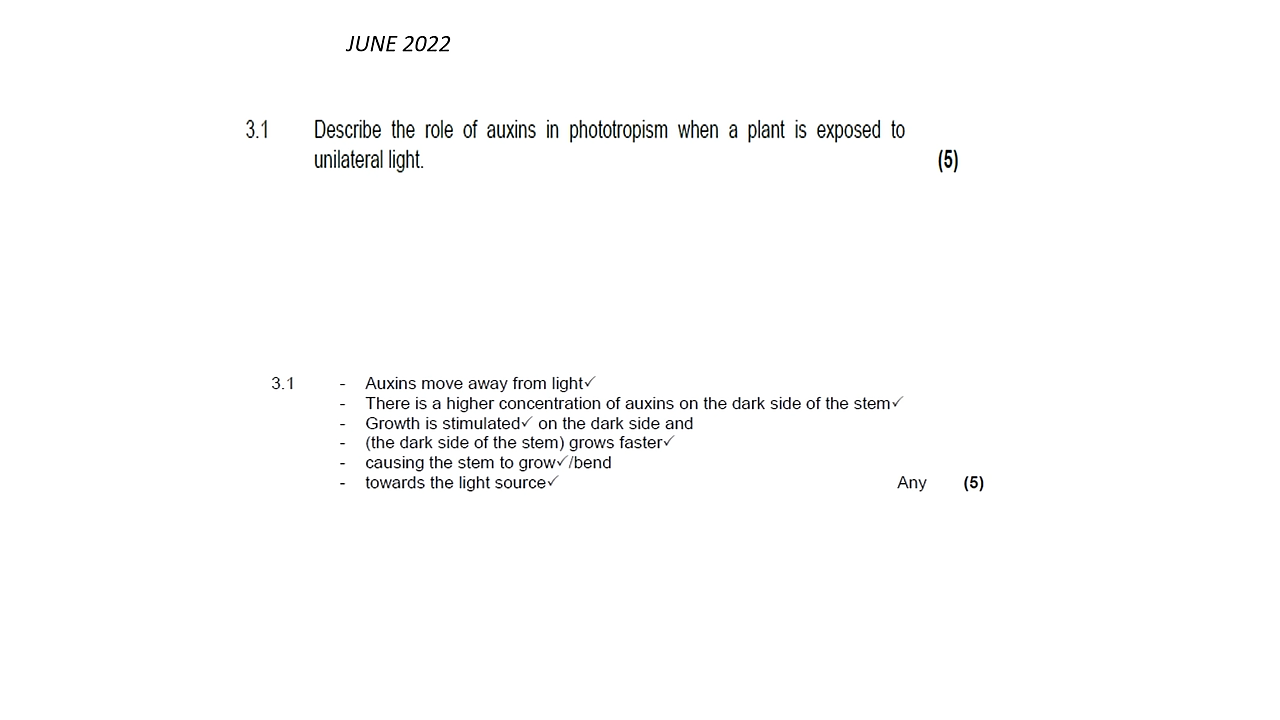 JUNE 2022
3.1 Describe the role of auxins in phototropism when a plant is exposed to
unilateral light. (5)
3.1 - Auxins move away from light✓
- There is a higher concentration of auxins on the dark side of the stem✓
- Growth is stimulated✓ on the dark side and
- (the dark side of the stem) grows faster✓
- causing the stem to grow✓/bend
- towards the light source✓ Any (5)